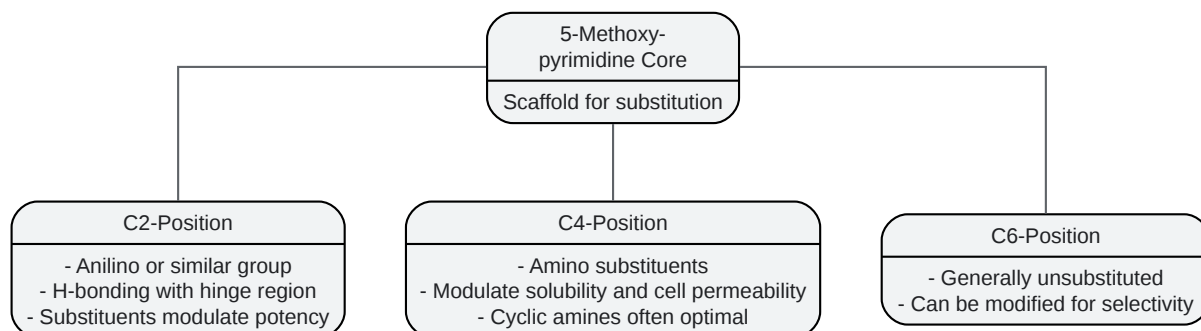 5-Methoxy-
pyrimidine Core
Scaffold for substitution
C2-Position
- Anilino or similar group
- H-bonding with hinge region
- Substituents modulate potency
C4-Position
- Amino substituents
- Modulate solubility and cell permeability
- Cyclic amines often optimal
C6-Position
- Generally unsubstituted
- Can be modified for selectivity